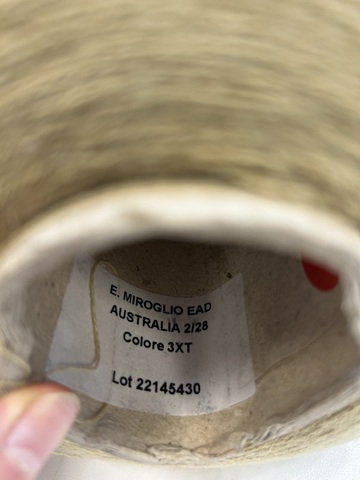 E. MIROGLIO EAD
AUSTRALIA 2/28
Colore 3XT
Lot 22145430